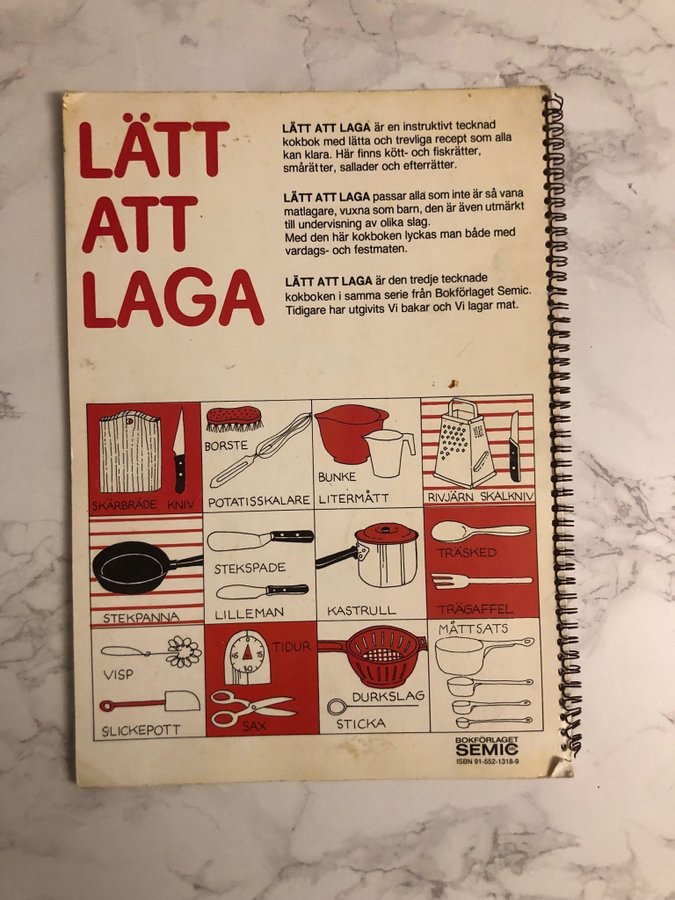 LÄTT
ATT
LAGA
LÄTT ATT LAGA är en instruktivt tecknad
kokbok med lätta och trevliga recept som alla
kan klara. Här finns kött- och fiskrätter,
smårätter, sallader och efterrätter.
LÄTT ATT LAGA passar alla som inte är så vana
matlagare, vuxna som barn, den är även utmärkt
till undervisning av olika slag.
Med den här kokboken lyckas man både med
vardags- och festmaten.
LÄTT ATT LAGA är den tredje tecknade
kokboken i samma serie från Bokförlaget Semic.
Tidigare har utgivits Vi bakar och Vi lagar mat.
SKÄRBRÄDE KNIV
BORSTE
POTATISSKALARE
BUNKE
LITERMÅTT
RIVJÄRN SKALKNIV
STEKPANNA
STEKSPADE
LILLEMAN
KASTRULL
TRÄSKED
TRÄGAFFEL
VISP
SLICKEPOTT
TIDUR
0
45 15
30
SAX
DURKSLAG
STICKA
MÅTTSATS
BOKFÖRLAGET
SEMIC
ISBN 91-552-1318-9